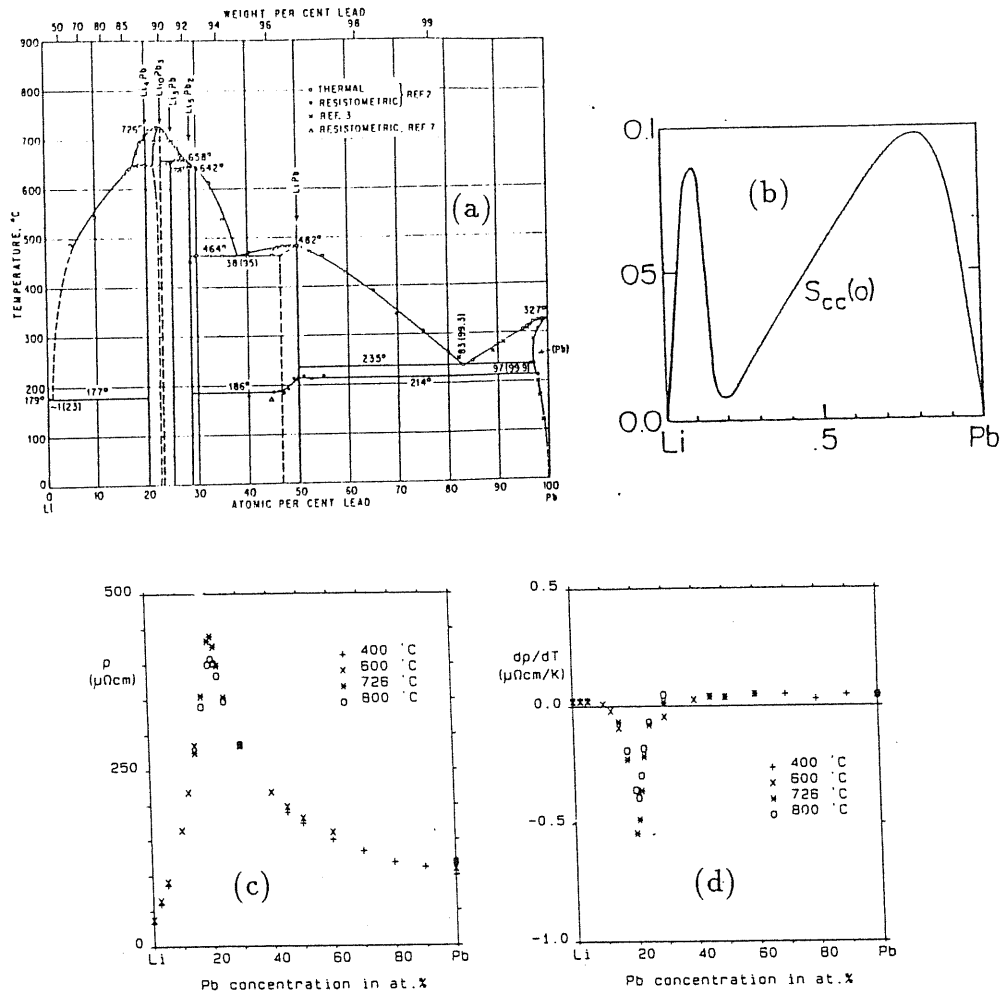 WEIGHT PER CENT LEAD
50 70 80 85 90 92 94 96 98 99
Li₄Pb
Li₁₀Pb₃
Li₃Pb
Li₅Pb₂
LiPb
900
800
700
600
500
400
300
200
100
0
TEMPERATURE, °C
THERMAL
RESISTOMETRIC } REF 2
REF. 3
RESISTOMETRIC, REF 7
(a)
658°
642°
464°
38(95)
482°
327°
83(99.3)
(Pb)
235°
97(99.9)
186°
214°
177°
179°
~1(23)
0 10 20 30 40 50 60 70 80 90 100
Li ATOMIC PER CENT LEAD Pb
0.1
(b)
05
Scc(o)
0.0
Li .5 Pb
500
ρ
(μΩcm)
250
0
+ 400 °C
× 600 °C
726 °C
o 800 °C
(c)
Li 20 40 60 80 Pb
Pb concentration in at.%
0.5
dρ/dT
(μΩcm/K)
0.0
-0.5
-1.0
+ 400 °C
× 600 °C
726 °C
o 800 °C
(d)
Li 20 40 60 80 Pb
Pb concentration in at.%